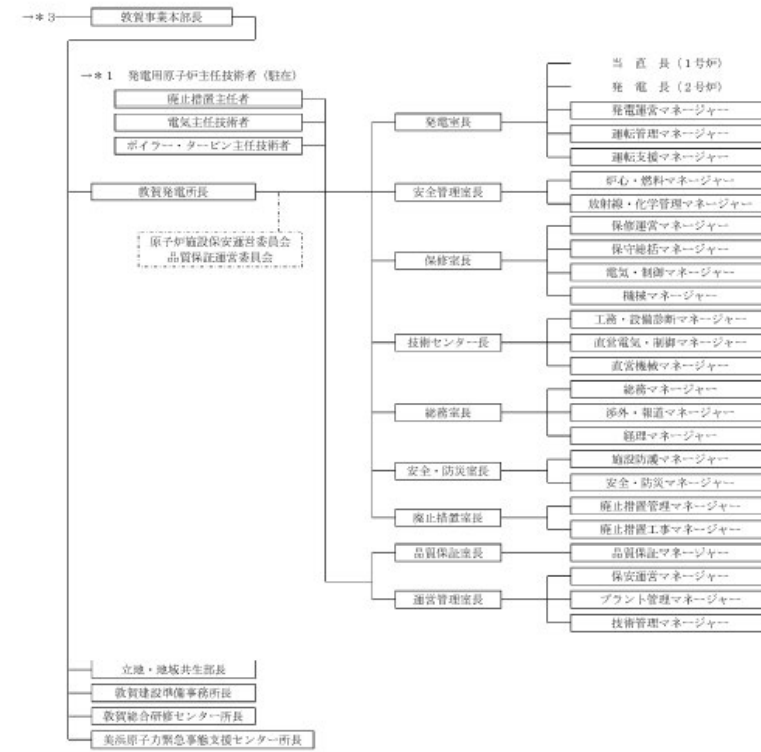 →＊3
敦賀事業本部長
→＊1　発電用原子炉主任技術者（駐在）
廃止措置主任者
電気主任技術者
ボイラー・タービン主任技術者
敦賀発電所長
原子炉施設保安運営委員会
品質保証運営委員会
発電室長
当　直　長（1号炉）
発　電　長（2号炉）
発電運営マネージャー
運転管理マネージャー
運転支援マネージャー
安全管理室長
炉心・燃料マネージャー
放射線・化学管理マネージャー
保修室長
保修運営マネージャー
保守総括マネージャー
電気・制御マネージャー
機械マネージャー
技術センター長
工務・設備診断マネージャー
直営電気・制御マネージャー
直営機械マネージャー
総務室長
総務マネージャー
渉外・報道マネージャー
経理マネージャー
安全・防災室長
施設防護マネージャー
安全・防災マネージャー
廃止措置室長
廃止措置管理マネージャー
廃止措置工事マネージャー
品質保証室長
品質保証マネージャー
運営管理室長
保安運営マネージャー
プラント管理マネージャー
技術管理マネージャー
立地・地域共生部長
敦賀建設準備事務所長
敦賀総合研修センター所長
美浜原子力緊急事態支援センター所長